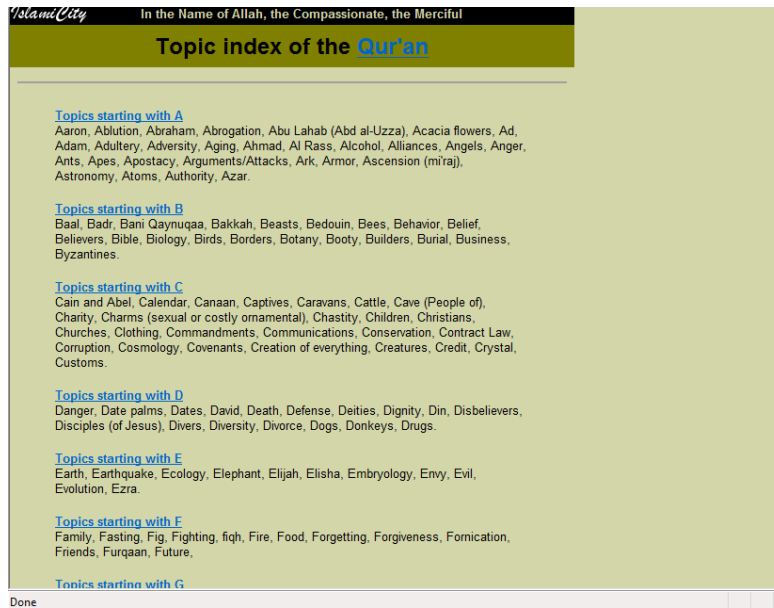 IslamiCity In the Name of Allah, the Compassionate, the Merciful
Topic index of the Qur'an
Topics starting with A
Aaron, Ablution, Abraham, Abrogation, Abu Lahab (Abd al-Uzza), Acacia flowers, Ad,
Adam, Adultery, Adversity, Aging, Ahmad, Al Rass, Alcohol, Alliances, Angels, Anger,
Ants, Apes, Apostacy, Arguments/Attacks, Ark, Armor, Ascension (mi'raj),
Astronomy, Atoms, Authority, Azar.
Topics starting with B
Baal, Badr, Bani Qaynuqaa, Bakkah, Beasts, Bedouin, Bees, Behavior, Belief,
Believers, Bible, Biology, Birds, Borders, Botany, Booty, Builders, Burial, Business,
Byzantines.
Topics starting with C
Cain and Abel, Calendar, Canaan, Captives, Caravans, Cattle, Cave (People of),
Charity, Charms (sexual or costly ornamental), Chastity, Children, Christians,
Churches, Clothing, Commandments, Communications, Conservation, Contract Law,
Corruption, Cosmology, Covenants, Creation of everything, Creatures, Credit, Crystal,
Customs.
Topics starting with D
Danger, Date palms, Dates, David, Death, Defense, Deities, Dignity, Din, Disbelievers,
Disciples (of Jesus), Divers, Diversity, Divorce, Dogs, Donkeys, Drugs.
Topics starting with E
Earth, Earthquake, Ecology, Elephant, Elijah, Elisha, Embryology, Envy, Evil,
Evolution, Ezra.
Topics starting with F
Family, Fasting, Fig, Fighting, fiqh, Fire, Food, Forgetting, Forgiveness, Fornication,
Friends, Furqaan, Future,
Topics starting with G
Done